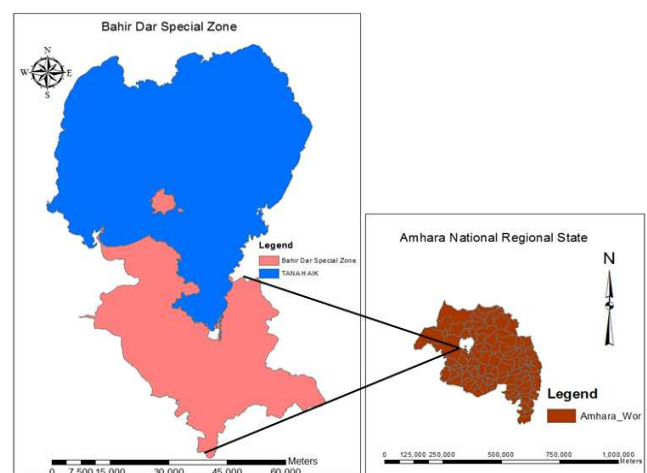 Bahir Dar Special Zone
N
W
E
S
Legend
Bahir Dar Special Zone
TANAHAIK
Meters
0 7,500 15,000 30,000 45,000 60,000
Amhara National Regional State
N
Legend
Amhara_Wor
0 125,000 250,000 500,000 750,000 1,000,000
Meters